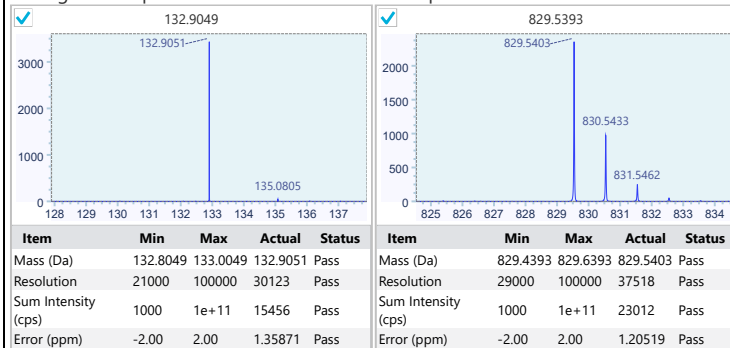 132.9049
132.9051
3000
2000
1000
0
135.0805
128 129 130 131 132 133 134 135 136 137
Item Min Max Actual Status
Mass (Da) 132.8049 133.0049 132.9051 Pass
Resolution 21000 100000 30123 Pass
Sum Intensity
(cps) 1000 1e+11 15456 Pass
Error (ppm) -2.00 2.00 1.35871 Pass
829.5393
829.5403
2000
1500
1000
500
0
830.5433
831.5462
825 826 827 828 829 830 831 832 833 834
Item Min Max Actual Status
Mass (Da) 829.4393 829.6393 829.5403 Pass
Resolution 29000 100000 37518 Pass
Sum Intensity
(cps) 1000 1e+11 23012 Pass
Error (ppm) -2.00 2.00 1.20519 Pass